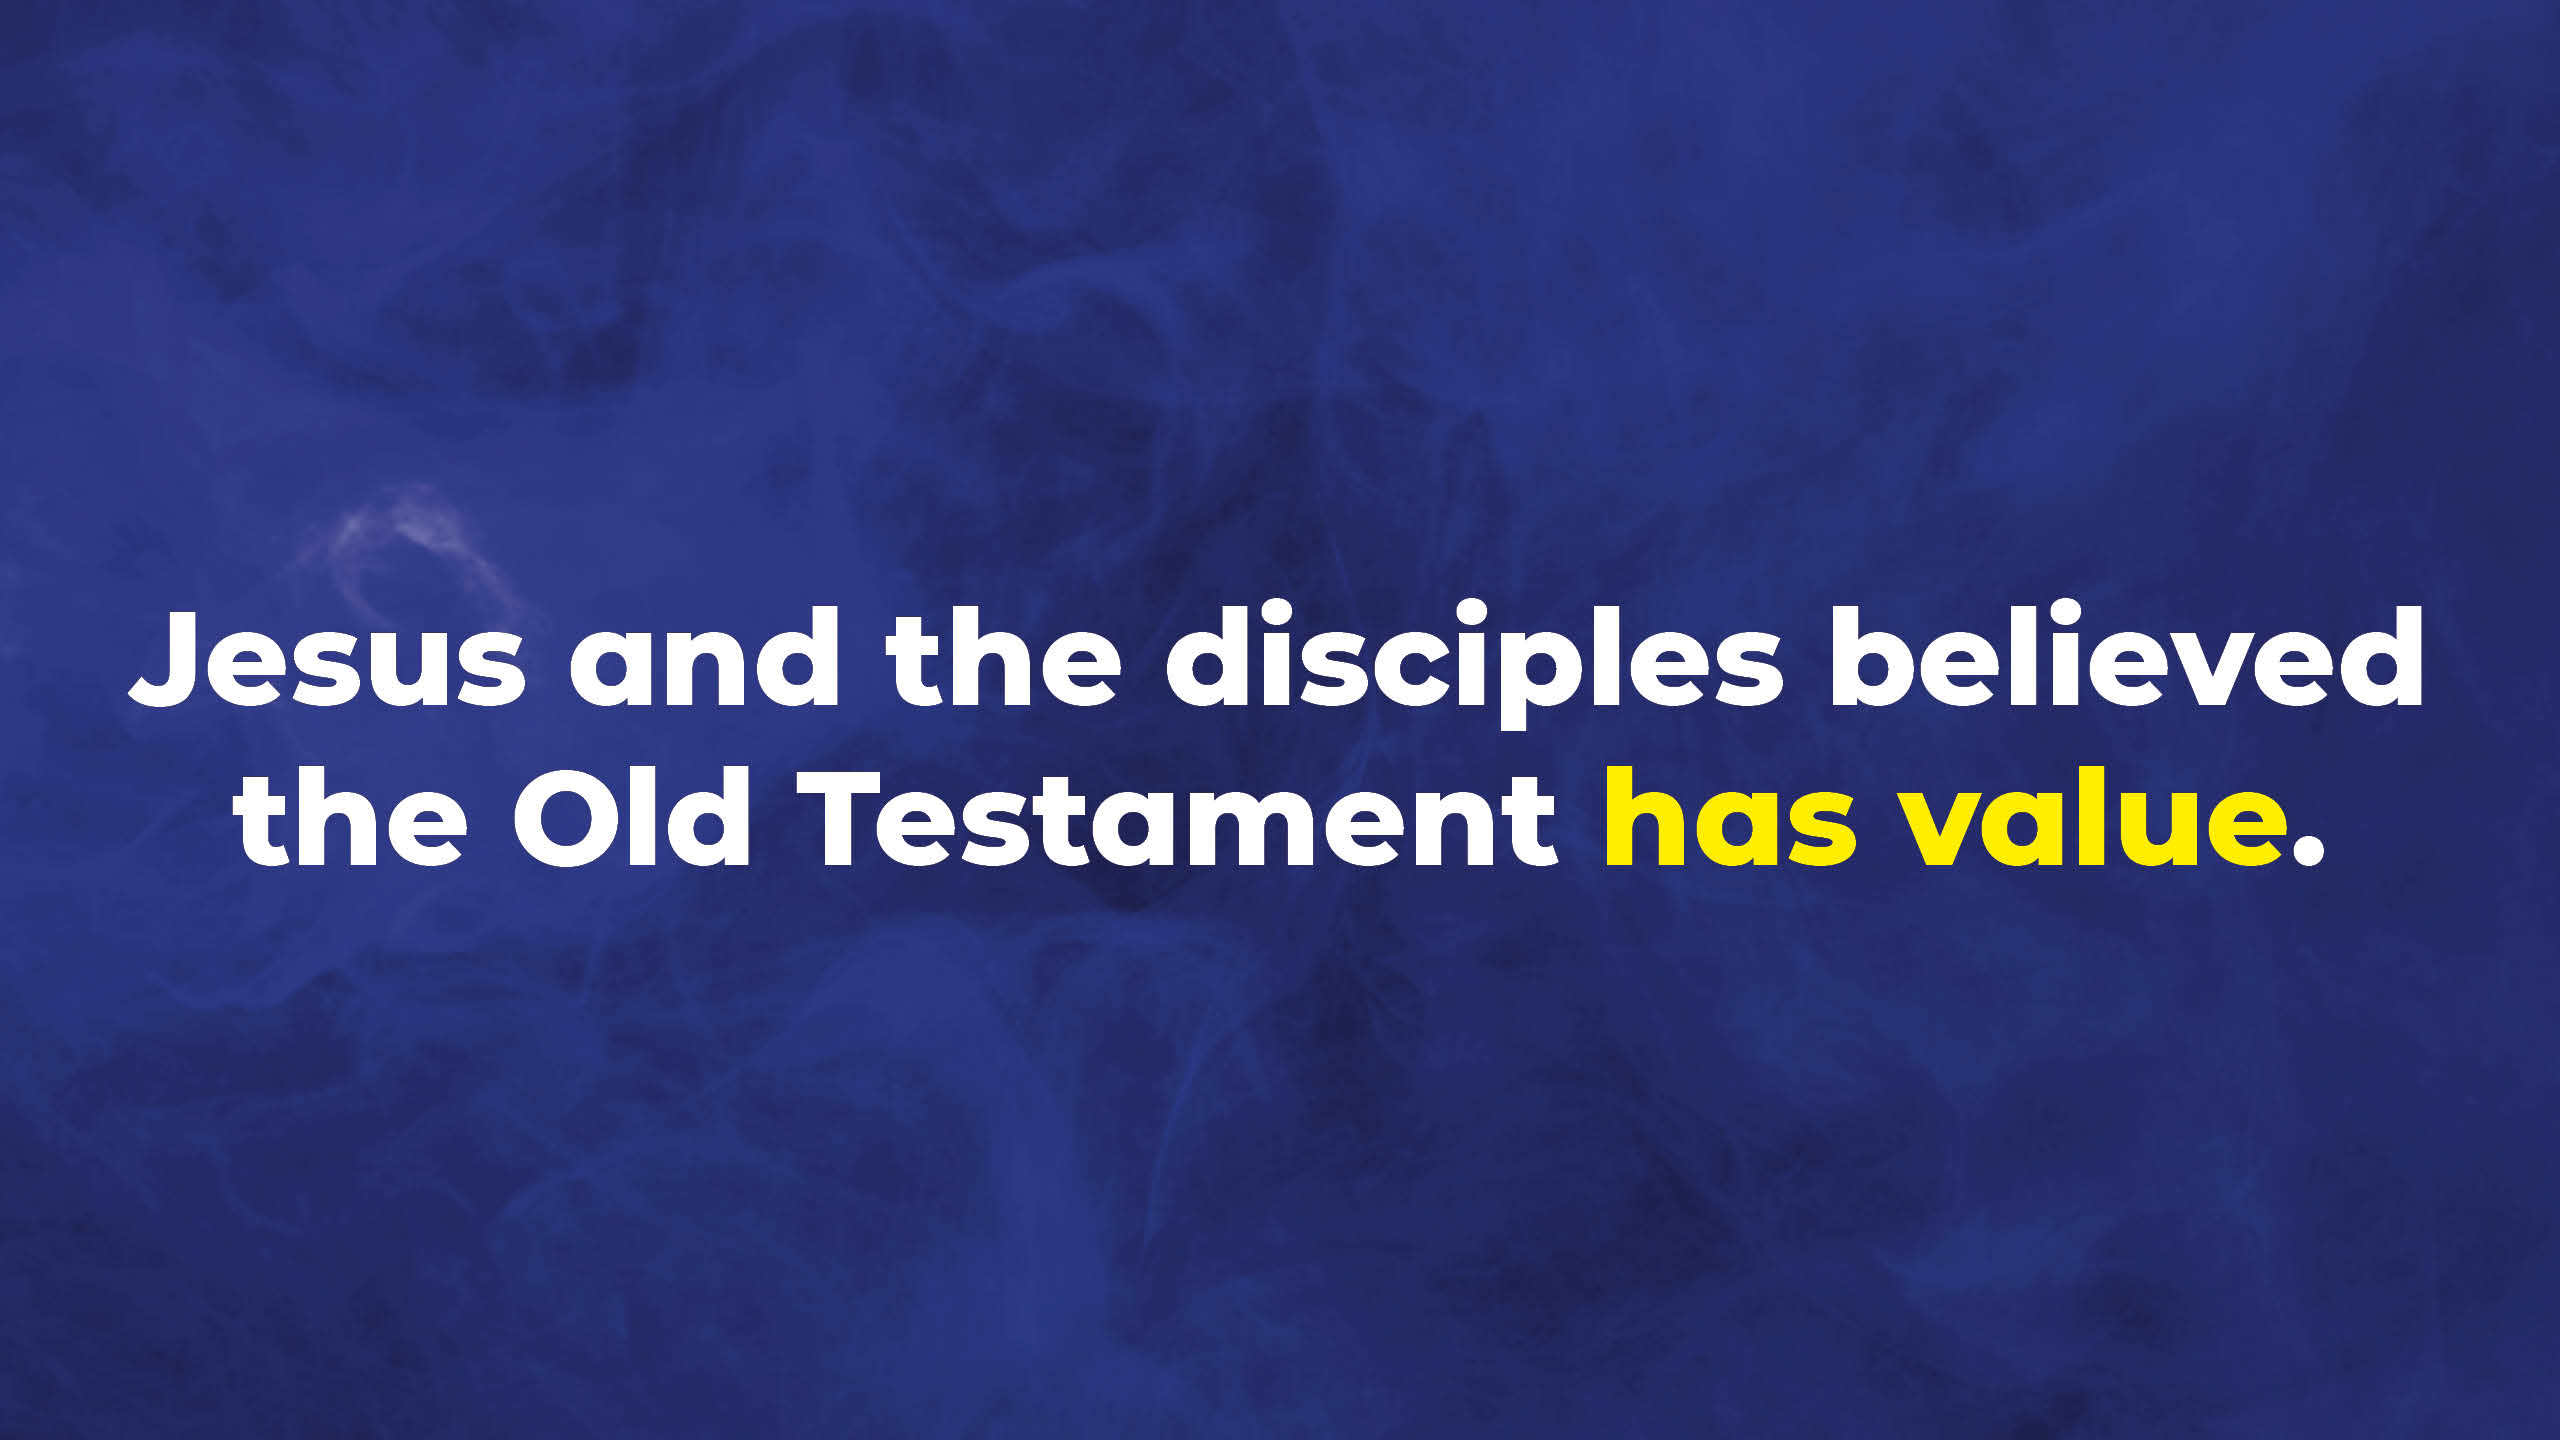 Jesus and the disciples believed
the Old Testament has value.